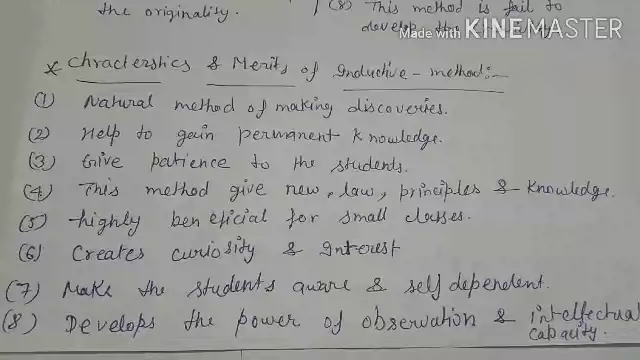 the originality.
(8) This method is fail to
develop the
Made with KINEMASTER
* Chracterstics & Merits of Inductive-method:-
(1) Natural method of making discoveries.
(2) Help to gain permanent knowledge.
(3) Give patience to the students.
(4) This method give new, law, principles & knowledge.
(5) highly beneficial for small classes.
(6) Creates curiosity & Interest
(7) Make the students aware & self dependent.
(8) Develops the power of observation & intellectual
capacity.